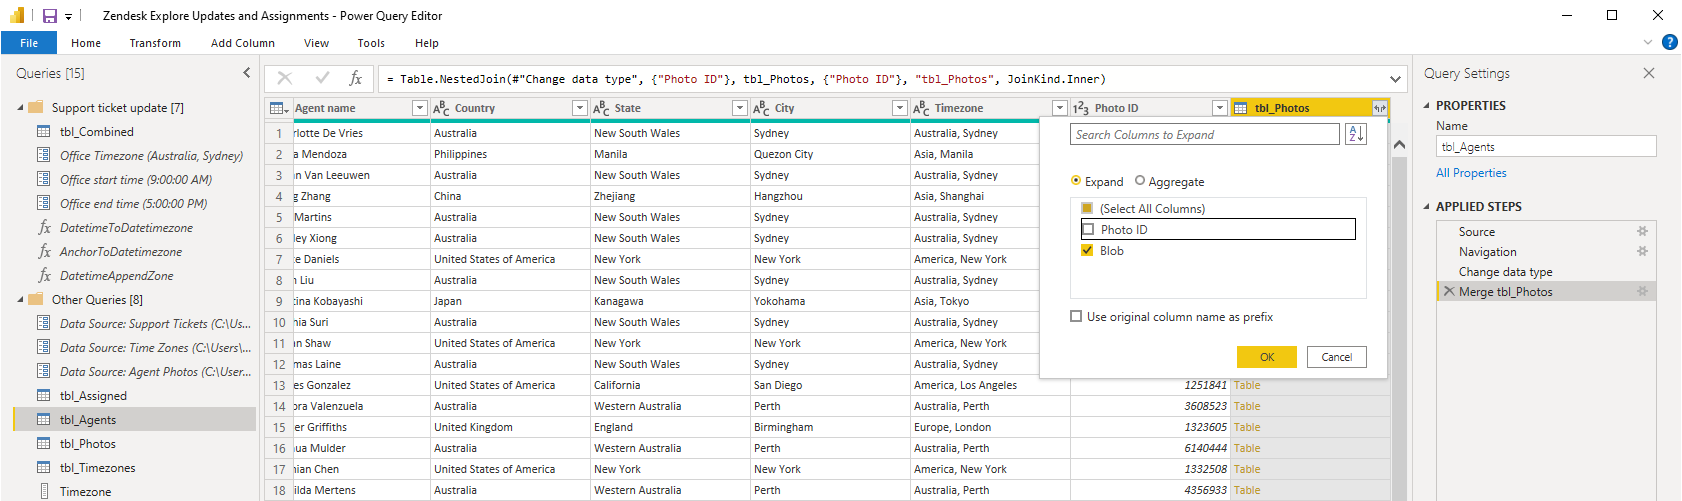 Zendesk Explore Updates and Assignments - Power Query Editor
File Home Transform Add Column View Tools Help
?
Queries [15]
Support ticket update [7]
tbl_Combined
Office Timezone (Australia, Sydney)
Office start time (9:00:00 AM)
Office end time (5:00:00 PM)
fx DatetimeToDatetimezone
fx AnchorToDatetimezone
fx DatetimeAppendZone
Other Queries [8]
Data Source: Support Tickets (C:\Us...
Data Source: Time Zones (C:\Users\...
Data Source: Agent Photos (C:\User...
tbl_Assigned
tbl_Agents
tbl_Photos
tbl_Timezones
Timezone
fx = Table.NestedJoin(#"Change data type", {"Photo ID"}, tbl_Photos, {"Photo ID"}, "tbl_Photos", JoinKind.Inner)
Agent name ABC Country ABC State ABC City ABC Timezone 123 Photo ID tbl_Photos
1 rlotte De Vries Australia New South Wales Sydney Australia, Sydney
2 a Mendoza Philippines Manila Quezon City Asia, Manila
3 n Van Leeuwen Australia New South Wales Sydney Australia, Sydney
4 g Zhang China Zhejiang Hangzhou Asia, Shanghai
5 Martins Australia New South Wales Sydney Australia, Sydney
6 ley Xiong Australia New South Wales Sydney Australia, Sydney
7 e Daniels United States of America New York New York America, New York
8 n Liu Australia New South Wales Sydney Australia, Sydney
9 tina Kobayashi Japan Kanagawa Yokohama Asia, Tokyo
10 nia Suri Australia New South Wales Sydney Australia, Sydney
11 an Shaw United States of America New York New York America, New York
12 mas Laine Australia New South Wales Sydney Australia, Sydney
13 es Gonzalez United States of America California San Diego America, Los Angeles 1251841 Table
14 ora Valenzuela Australia Western Australia Perth Australia, Perth 3608523 Table
15 er Griffiths United Kingdom England Birmingham Europe, London 1323605 Table
16 hua Mulder Australia Western Australia Perth Australia, Perth 6140444 Table
17 nian Chen United States of America New York New York America, New York 1332508 Table
18 ilda Mertens Australia Western Australia Perth Australia, Perth 4356933 Table
Search Columns to Expand
AZ
Expand Aggregate
(Select All Columns)
Photo ID
Blob
Use original column name as prefix
OK Cancel
Query Settings
PROPERTIES
Name
tbl_Agents
All Properties
APPLIED STEPS
Source
Navigation
Change data type
Merge tbl_Photos